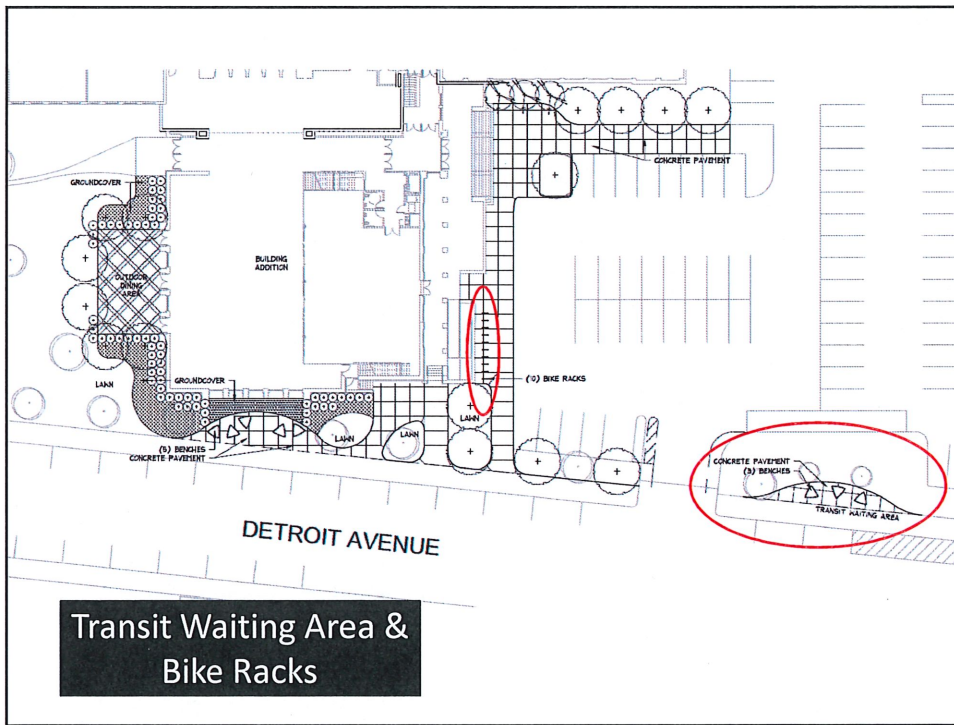 CONCRETE PAVEMENT
GROUNDCOVER
BUILDING
ADDITION
OUTDOOR
DINING
AREA
(10) BIKE RACKS
LAWN
GROUNDCOVER
LAWN
LAWN
LAWN
(5) BENCHES
CONCRETE PAVEMENT
CONCRETE PAVEMENT
(3) BENCHES
TRANSIT WAITING AREA
DETROIT AVENUE
Transit Waiting Area &
Bike Racks